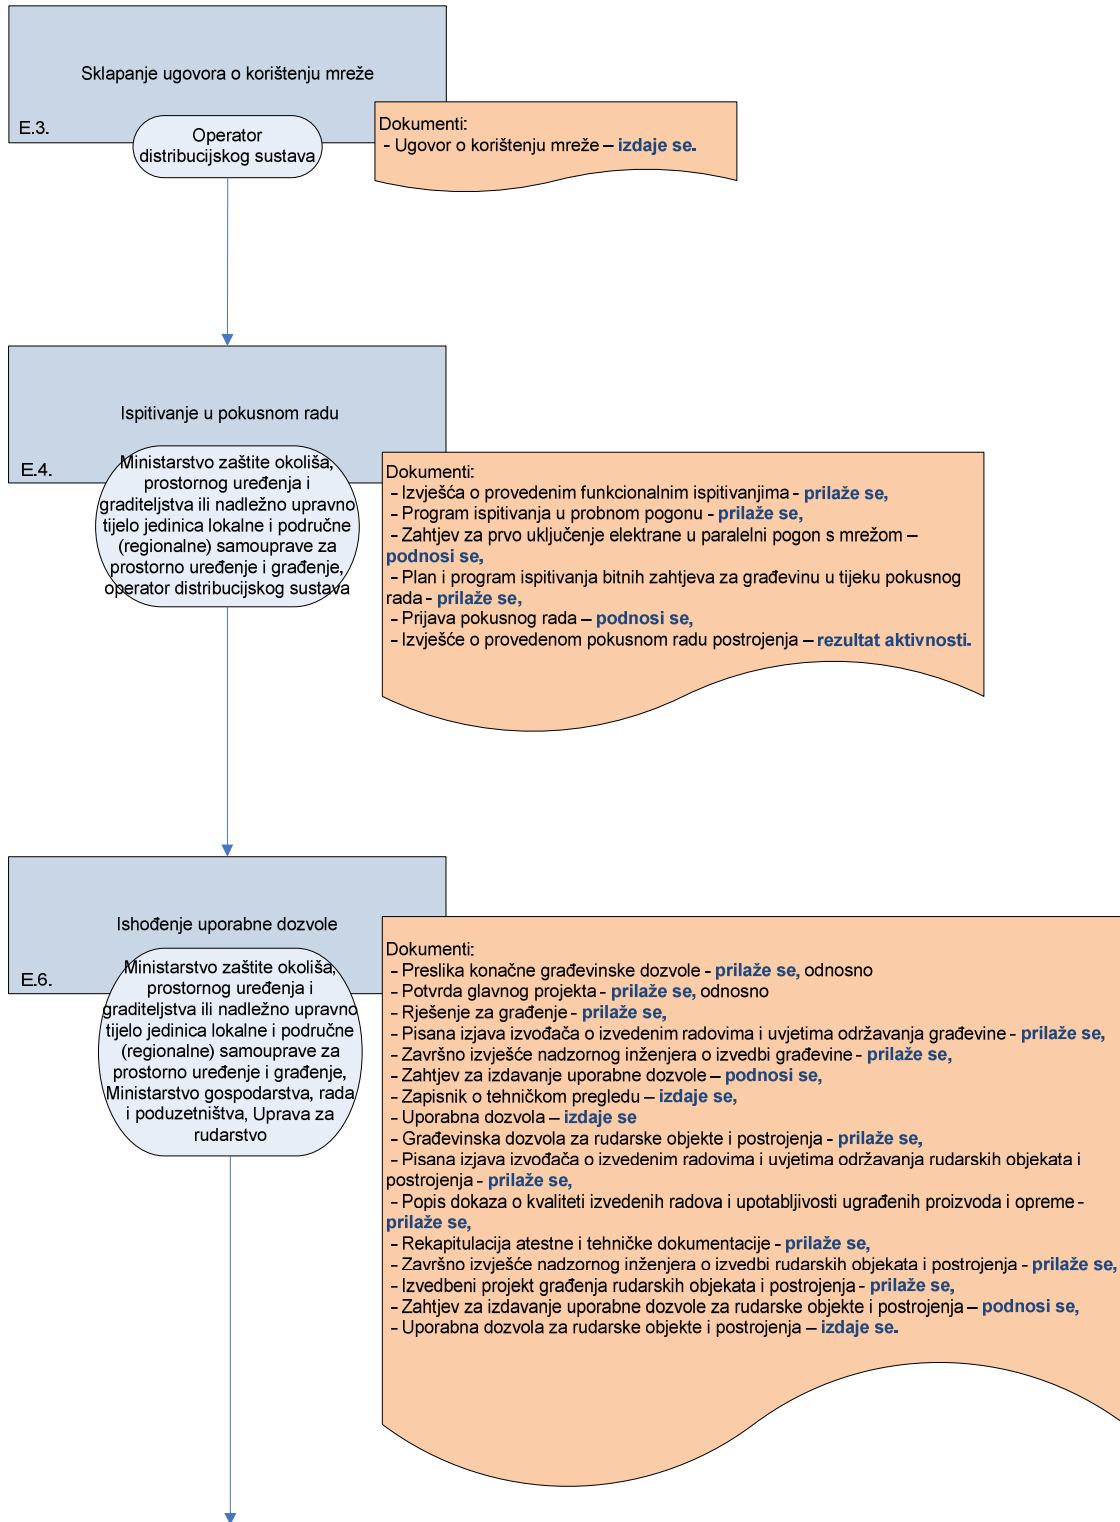 Sklapanje ugovora o korištenju mreže
E.3.
Operator
distribucijskog sustava
Dokumenti:
- Ugovor o korištenju mreže – izdaje se.
Ispitivanje u pokusnom radu
E.4.
Ministarstvo zaštite okoliša,
prostornog uređenja i
graditeljstva ili nadležno upravno
tijelo jedinica lokalne i područne
(regionalne) samouprave za
prostorno uređenje i građenje,
operator distribucijskog sustava
Dokumenti:
- Izvješća o provedenim funkcionalnim ispitivanjima - prilaže se,
- Program ispitivanja u probnom pogonu - prilaže se,
- Zahtjev za prvo uključenje elektrane u paralelni pogon s mrežom –
podnosi se,
- Plan i program ispitivanja bitnih zahtjeva za građevinu u tijeku pokusnog
rada - prilaže se,
- Prijava pokusnog rada – podnosi se,
- Izvješće o provedenom pokusnom radu postrojenja – rezultat aktivnosti.
Ishođenje uporabne dozvole
E.6.
Ministarstvo zaštite okoliša,
prostornog uređenja i
graditeljstva ili nadležno upravno
tijelo jedinica lokalne i područne
(regionalne) samouprave za
prostorno uređenje i građenje,
Ministarstvo gospodarstva, rada
i poduzetništva, Uprava za
rudarstvo
Dokumenti:
- Preslika konačne građevinske dozvole - prilaže se, odnosno
- Potvrda glavnog projekta - prilaže se, odnosno
- Rješenje za građenje - prilaže se,
- Pisana izjava izvođača o izvedenim radovima i uvjetima održavanja građevine - prilaže se,
- Završno izvješće nadzornog inženjera o izvedbi građevine - prilaže se,
- Zahtjev za izdavanje uporabne dozvole – podnosi se,
- Zapisnik o tehničkom pregledu – izdaje se,
- Uporabna dozvola – izdaje se
- Građevinska dozvola za rudarske objekte i postrojenja - prilaže se,
- Pisana izjava izvođača o izvedenim radovima i uvjetima održavanja rudarskih objekata i
postrojenja - prilaže se,
- Popis dokaza o kvaliteti izvedenih radova i upotabljivosti ugrađenih proizvoda i opreme -
prilaže se,
- Rekapitulacija atestne i tehničke dokumentacije - prilaže se,
- Završno izvješće nadzornog inženjera o izvedbi rudarskih objekata i postrojenja - prilaže se,
- Izvedbeni projekt građenja rudarskih objekata i postrojenja - prilaže se,
- Zahtjev za izdavanje uporabne dozvole za rudarske objekte i postrojenja – podnosi se,
- Uporabna dozvola za rudarske objekte i postrojenja – izdaje se.